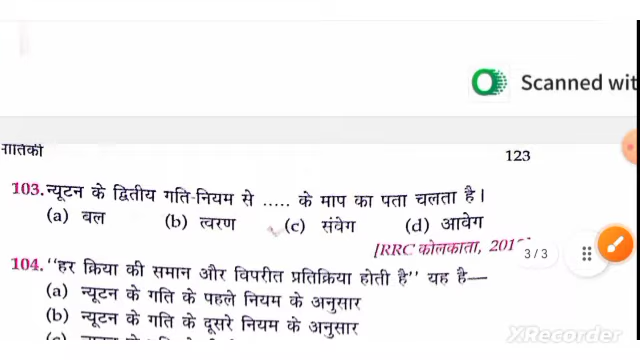 Scanned wit
123
103. न्यूटन के द्वितीय गति-नियम से ..... के माप का पता चलता है।
(a) बल (b) त्वरण (c) संवेग (d) आवेग
[RRC कोलकाता, 201
3/3
104. "हर क्रिया की समान और विपरीत प्रतिक्रिया होती है" यह है—
(a) न्यूटन के गति के पहले नियम के अनुसार
(b) न्यूटन के गति के दूसरे नियम के अनुसार
XRecorder